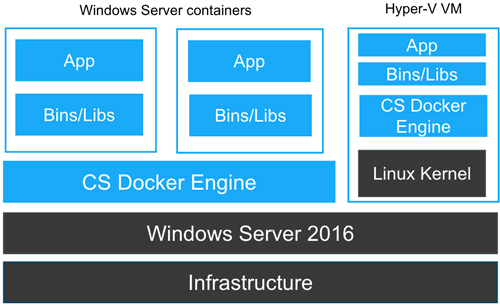 Windows Server containers
Hyper-V VM
App
App
App
Bins/Libs
Bins/Libs
Bins/Libs
CS Docker
Engine
CS Docker Engine
Linux Kernel
Windows Server 2016
Infrastructure